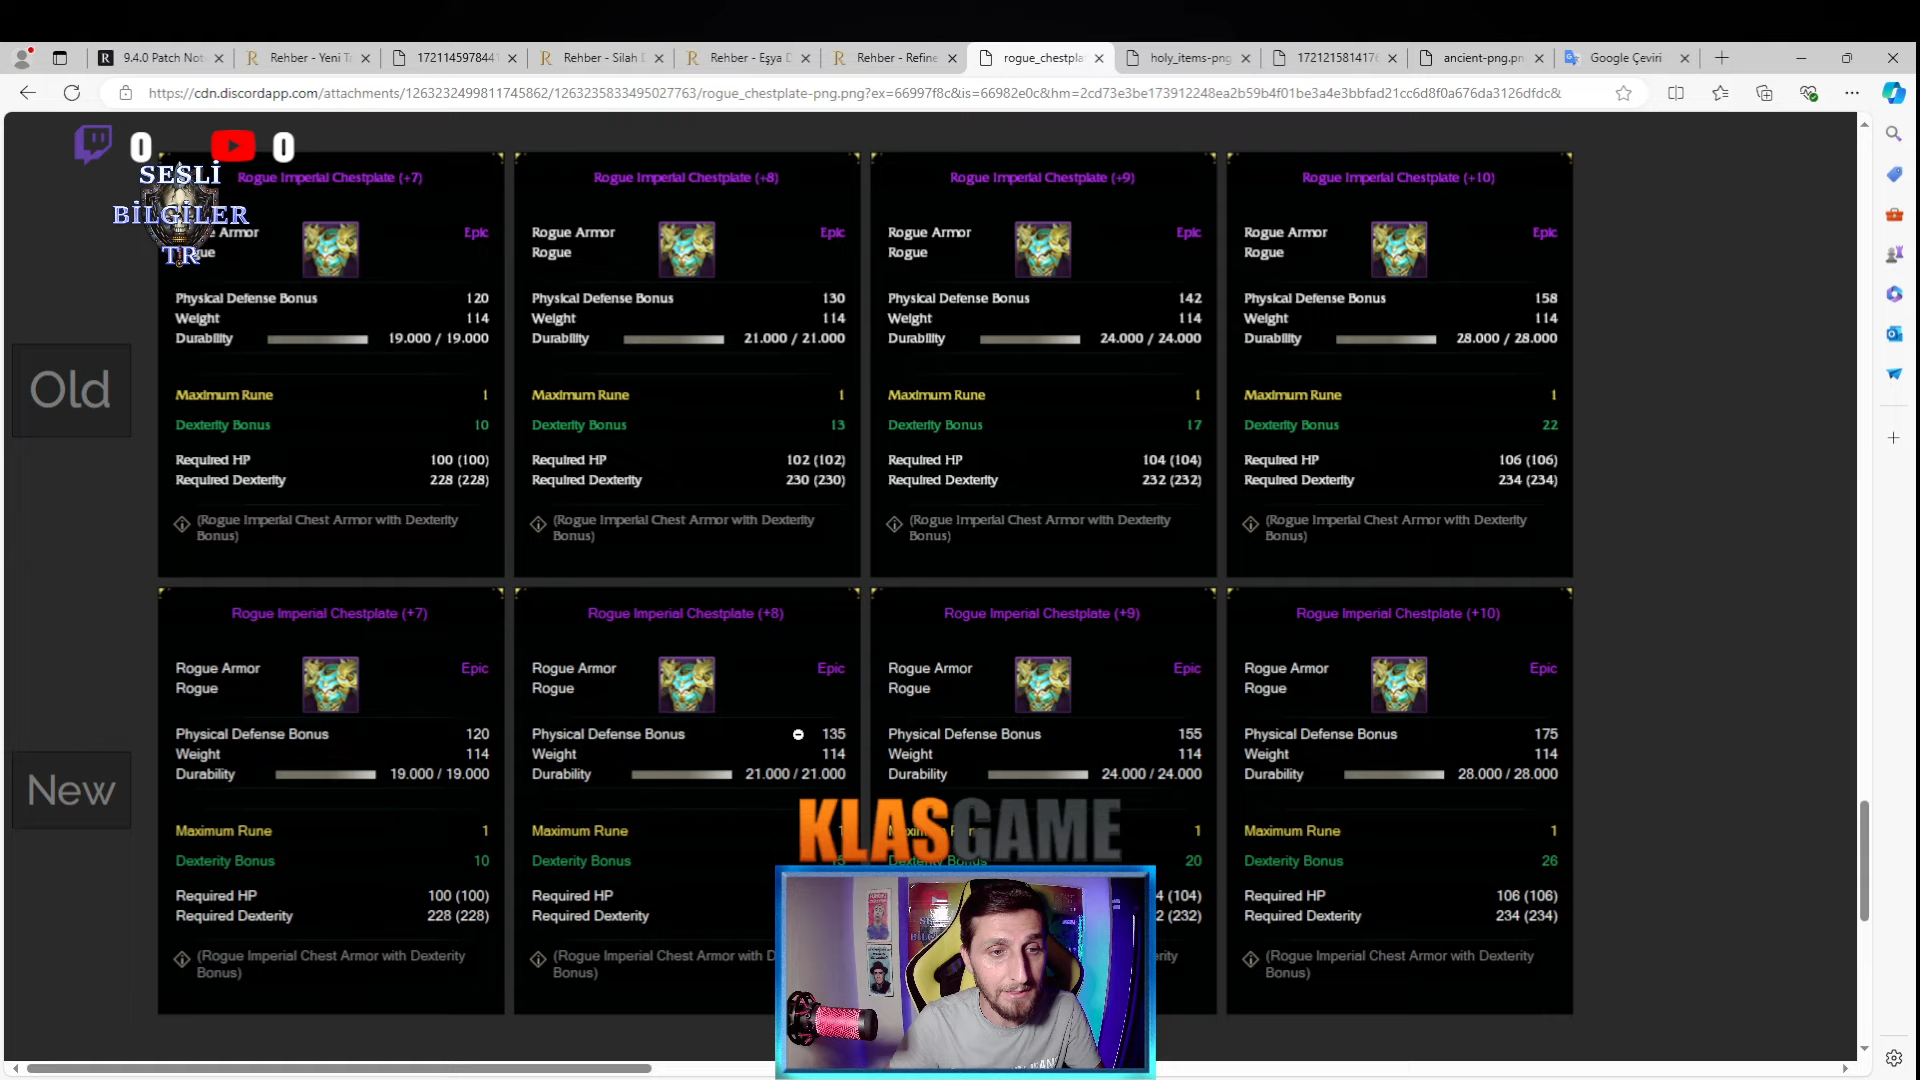 9.4.0 Patch Not
Rehber - Yeni Ta
1721145978441
Rehber - Silah D
Rehber - Eşya D
Rehber - Refine
rogue_chestpla
holy_items-png
1721215814176
ancient-png.pn
Google Çeviri
https://cdn.discordapp.com/attachments/1263232499811745862/1263235833495027763/rogue_chestplate-png.png?ex=66997f8c&is=66982e0c&hm=2cd73e3be173912248ea2b59b4f01be3a4e3bbfad21cc6d8f0a676da3126dfdc&
0 0
SESLİ
BİLGİLER
TR
Old
Rogue Imperial Chestplate (+7)
Armor Epic
Physical Defense Bonus 120
Weight 114
Durability 19.000 / 19.000
Maximum Rune 1
Dexterity Bonus 10
Required HP 100 (100)
Required Dexterity 228 (228)
(Rogue Imperial Chest Armor with Dexterity
Bonus)
Rogue Imperial Chestplate (+8)
Rogue Armor Epic
Rogue
Physical Defense Bonus 130
Weight 114
Durability 21.000 / 21.000
Maximum Rune 1
Dexterity Bonus 13
Required HP 102 (102)
Required Dexterity 230 (230)
(Rogue Imperial Chest Armor with Dexterity
Bonus)
Rogue Imperial Chestplate (+9)
Rogue Armor Epic
Rogue
Physical Defense Bonus 142
Weight 114
Durability 24.000 / 24.000
Maximum Rune 1
Dexterity Bonus 17
Required HP 104 (104)
Required Dexterity 232 (232)
(Rogue Imperial Chest Armor with Dexterity
Bonus)
Rogue Imperial Chestplate (+10)
Rogue Armor Epic
Rogue
Physical Defense Bonus 158
Weight 114
Durability 28.000 / 28.000
Maximum Rune 1
Dexterity Bonus 22
Required HP 106 (106)
Required Dexterity 234 (234)
(Rogue Imperial Chest Armor with Dexterity
Bonus)
New
Rogue Imperial Chestplate (+7)
Rogue Armor Epic
Rogue
Physical Defense Bonus 120
Weight 114
Durability 19.000 / 19.000
Maximum Rune 1
Dexterity Bonus 10
Required HP 100 (100)
Required Dexterity 228 (228)
(Rogue Imperial Chest Armor with Dexterity
Bonus)
Rogue Imperial Chestplate (+8)
Rogue Armor Epic
Rogue
Physical Defense Bonus 135
Weight 114
Durability 21.000 / 21.000
Maximum Rune
Dexterity Bonus
Required HP
Required Dexterity
(Rogue Imperial Chest Armor with D
Bonus)
Rogue Imperial Chestplate (+9)
Rogue Armor Epic
Rogue
Physical Defense Bonus 155
Weight 114
Durability 24.000 / 24.000
1
Dexterity Bonus 20
4 (104)
2 (232)
Rogue Imperial Chestplate (+10)
Rogue Armor Epic
Rogue
Physical Defense Bonus 175
Weight 114
Durability 28.000 / 28.000
Maximum Rune 1
Dexterity Bonus 26
Required HP 106 (106)
Required Dexterity 234 (234)
(Rogue Imperial Chest Armor with Dexterity
Bonus)
KLASGAME